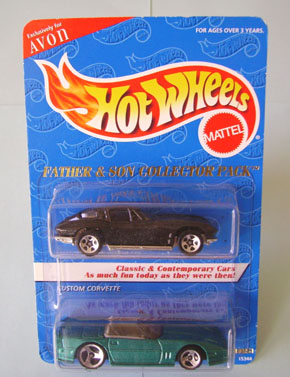 Exclusively for
AVON
FOR AGES OVER 3 YEARS.
HOT WHEELS
MATTEL
FATHER & SON COLLECTOR PACK
Classic & Contemporary Cars
As much fun today as they were then!
CUSTOM CORVETTE